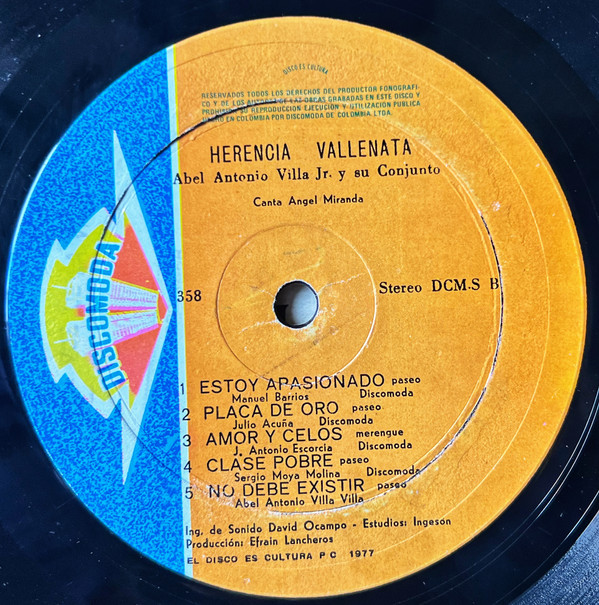 DISCO ES CULTURA
RESERVADOS TODOS LOS DERECHOS DEL PRODUCTOR FONOGRAFI-
CO Y DE LOS AUTORES DE LAS OBRAS GRABADAS EN ESTE DISCO Y
PROHIBIDA SU REPRODUCCION EJECUCION Y UTILIZACION PUBLICA
HECHO EN COLOMBIA POR DISCOMODA DE COLOMBIA LTDA.
HERENCIA VALLENATA
Abel Antonio Villa Jr. y su Conjunto
Canta Angel Miranda
DISCOMODA
358 Stereo DCM.S B
1 ESTOY APASIONADO paseo
Manuel Barrios Discomoda
2 PLACA DE ORO paseo
Julio Acuña Discomoda
3 AMOR Y CELOS merengue
J. Antonio Escorcia Discomoda
4 CLASE POBRE paseo
Sergio Moya Molina Discomoda
5 NO DEBE EXISTIR paseo
Abel Antonio Villa Villa
Ing. de Sonido David Ocampo - Estudios: Ingeson
Producción: Efrain Lancheros
EL DISCO ES CULTURA P C 1977